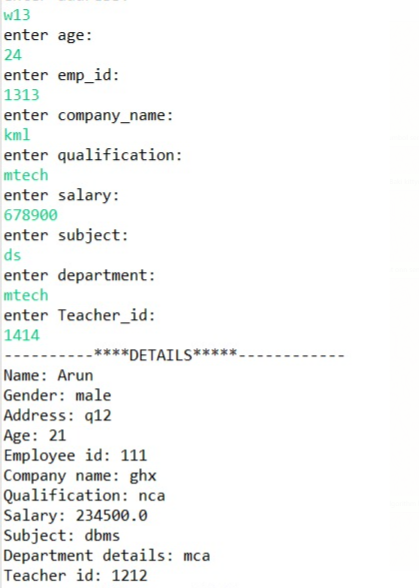 w13
enter age:
24
enter emp_id:
1313
enter company_name:
kml
enter qualification:
mtech
enter salary:
678900
enter subject:
ds
enter department:
mtech
enter Teacher_id:
1414
----------****DETAILS*****------------
Name: Arun
Gender: male
Address: q12
Age: 21
Employee id: 111
Company name: ghx
Qualification: nca
Salary: 234500.0
Subject: dbms
Department details: mca
Teacher id: 1212